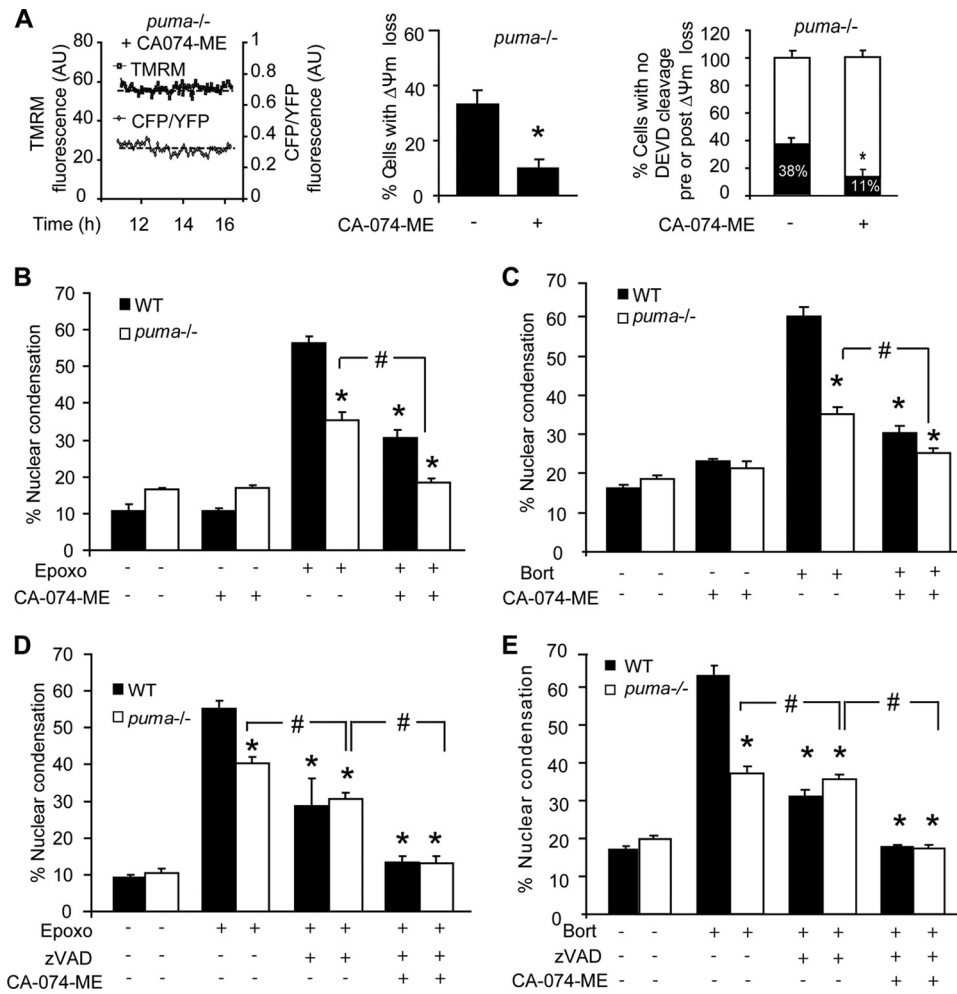 A
puma-/-
+ CA074-ME
TMRM
CFP/YFP
TMRM
fluorescence (AU)
80
60
40
20
0
1
0.8
0.6
0.4
0.2
0
CFP/YFP
fluorescence (AU)
Time (h)
12
14
16
puma-/-
% Cells with ΔΨm loss
60
40
20
0
*
CA-074-ME
-
+
puma-/-
% Cells with no
DEVD cleavage
pre or post ΔΨm loss
120
100
80
60
40
20
0
38%
*
11%
CA-074-ME
-
+
B
WT
puma-/-
% Nuclear condensation
70
60
50
40
30
20
10
0
#
* * *
Epoxo - - - - + + + +
CA-074-ME - - + + - - + +
C
WT
puma-/-
% Nuclear condensation
70
60
50
40
30
20
10
0
#
* * *
Bort - - - - + + + +
CA-074-ME - - + + - - + +
D
WT
puma-/-
% Nuclear condensation
70
60
50
40
30
20
10
0
# #
* * * * *
Epoxo - - + + + + + +
zVAD - - - - + + + +
CA-074-ME - - - - - - + +
E
WT
puma-/-
% Nuclear condensation
70
60
50
40
30
20
10
0
# #
* * * * *
Bort - - + + + + + +
zVAD - - - - + + + +
CA-074-ME - - - - - - + +